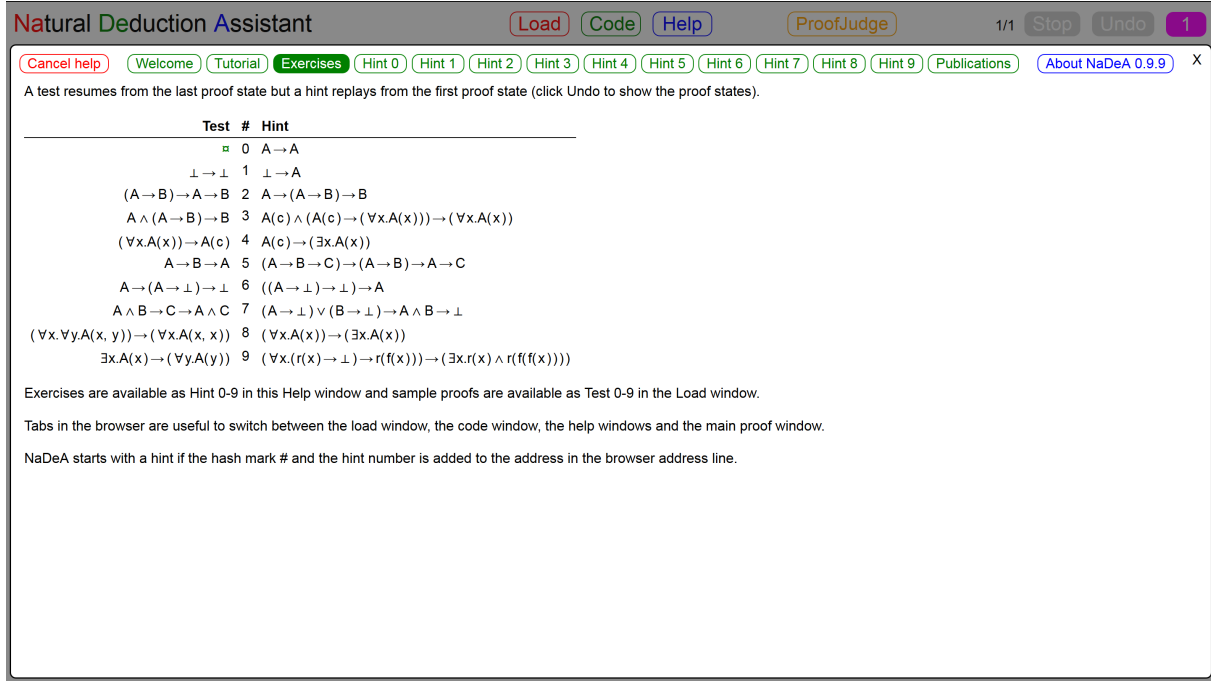 Natural Deduction Assistant Load Code Help ProofJudge 1/1 Stop Undo 1
Cancel help Welcome Tutorial Exercises Hint 0 Hint 1 Hint 2 Hint 3 Hint 4 Hint 5 Hint 6 Hint 7 Hint 8 Hint 9 Publications About NaDeA 0.9.9 X
A test resumes from the last proof state but a hint replays from the first proof state (click Undo to show the proof states).
Test # Hint
¤ 0 A→A
⊥→⊥ 1 ⊥→A
(A→B)→A→B 2 A→(A→B)→B
A∧(A→B)→B 3 A(c)∧(A(c)→(∀x.A(x)))→(∀x.A(x))
(∀x.A(x))→A(c) 4 A(c)→(∃x.A(x))
A→B→A 5 (A→B→C)→(A→B)→A→C
A→(A→⊥)→⊥ 6 ((A→⊥)→⊥)→A
A∧B→C→A∧C 7 (A→⊥)∨(B→⊥)→A∧B→⊥
(∀x.∀y.A(x, y))→(∀x.A(x, x)) 8 (∀x.A(x))→(∃x.A(x))
∃x.A(x)→(∀y.A(y)) 9 (∀x.(r(x)→⊥)→r(f(x)))→(∃x.r(x)∧r(f(f(x))))
Exercises are available as Hint 0-9 in this Help window and sample proofs are available as Test 0-9 in the Load window.
Tabs in the browser are useful to switch between the load window, the code window, the help windows and the main proof window.
NaDeA starts with a hint if the hash mark # and the hint number is added to the address in the browser address line.